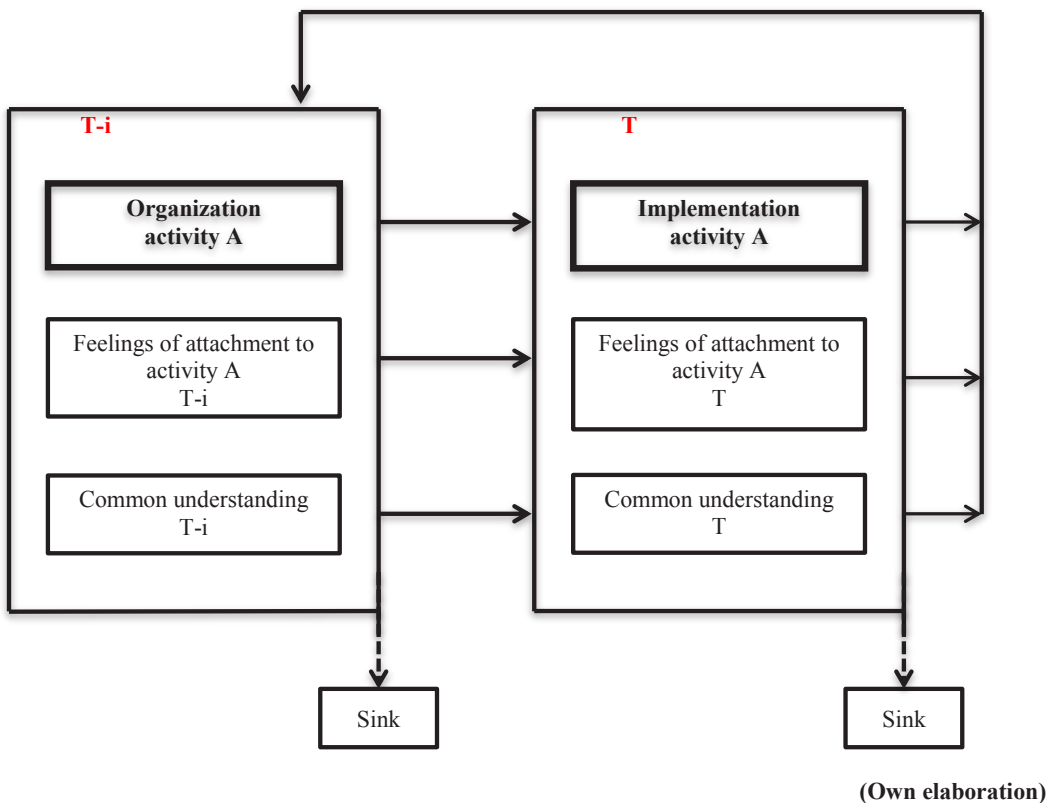 T-i
Organization
activity A
Feelings of attachment to
activity A
T-i
Common understanding
T-i
Sink
T
Implementation
activity A
Feelings of attachment to
activity A
T
Common understanding
T
Sink
(Own elaboration)